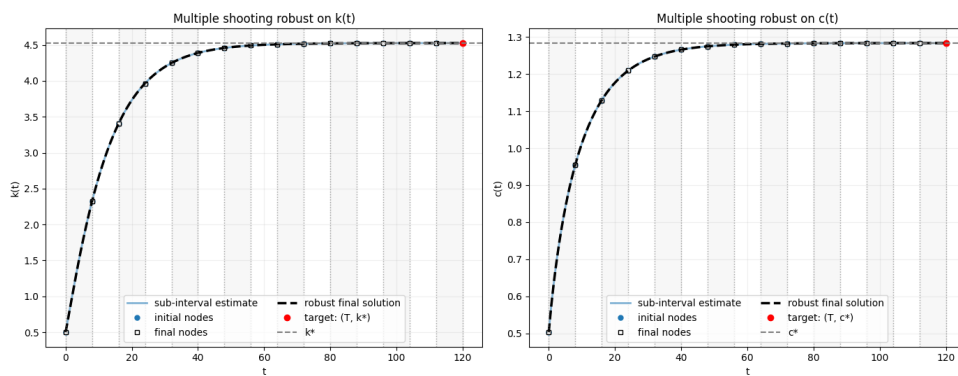 Multiple shooting robust on k(t)
4.5
4.0
3.5
3.0
2.5
2.0
1.5
1.0
0.5
k(t)
0 20 40 60 80 100 120
t
sub-interval estimate
initial nodes
final nodes
robust final solution
target: (T, k*)
k*
Multiple shooting robust on c(t)
1.3
1.2
1.1
1.0
0.9
0.8
0.7
0.6
0.5
c(t)
0 20 40 60 80 100 120
t
sub-interval estimate
initial nodes
final nodes
robust final solution
target: (T, c*)
c*